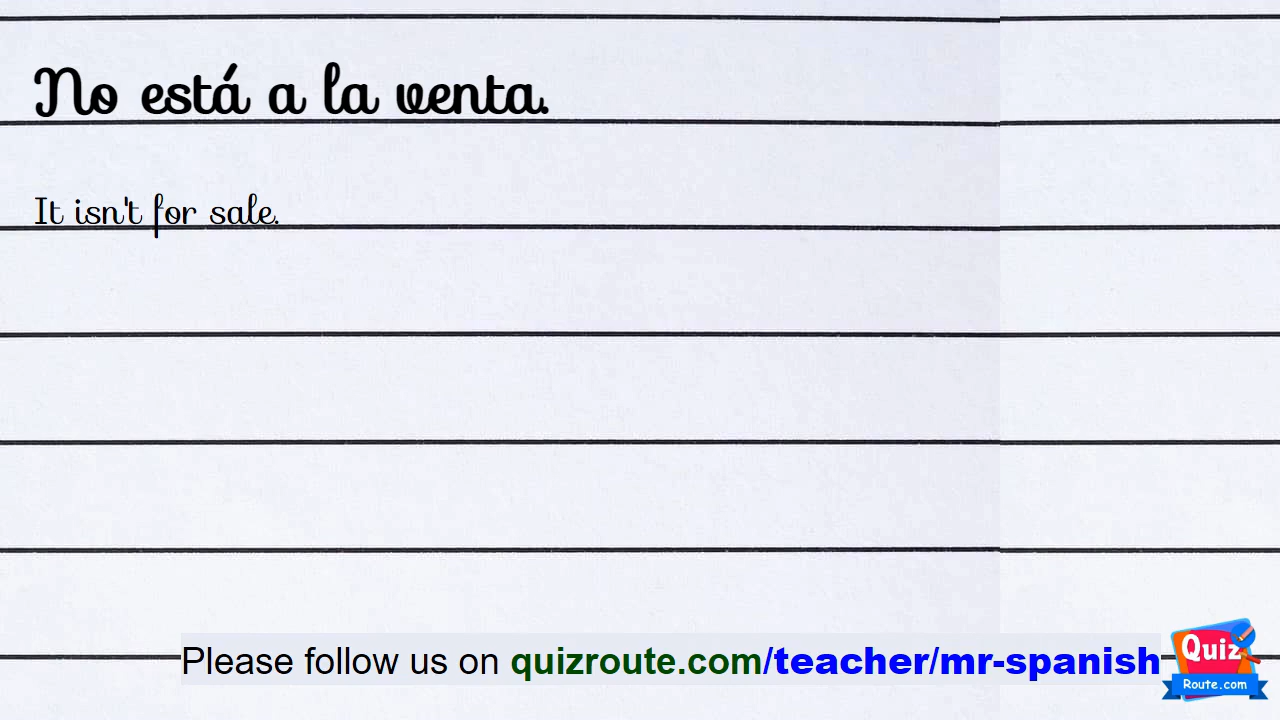 No está a la venta.
It isn't for sale.
Please follow us on quizroute.com/teacher/mr-spanish
Quiz
Route.com